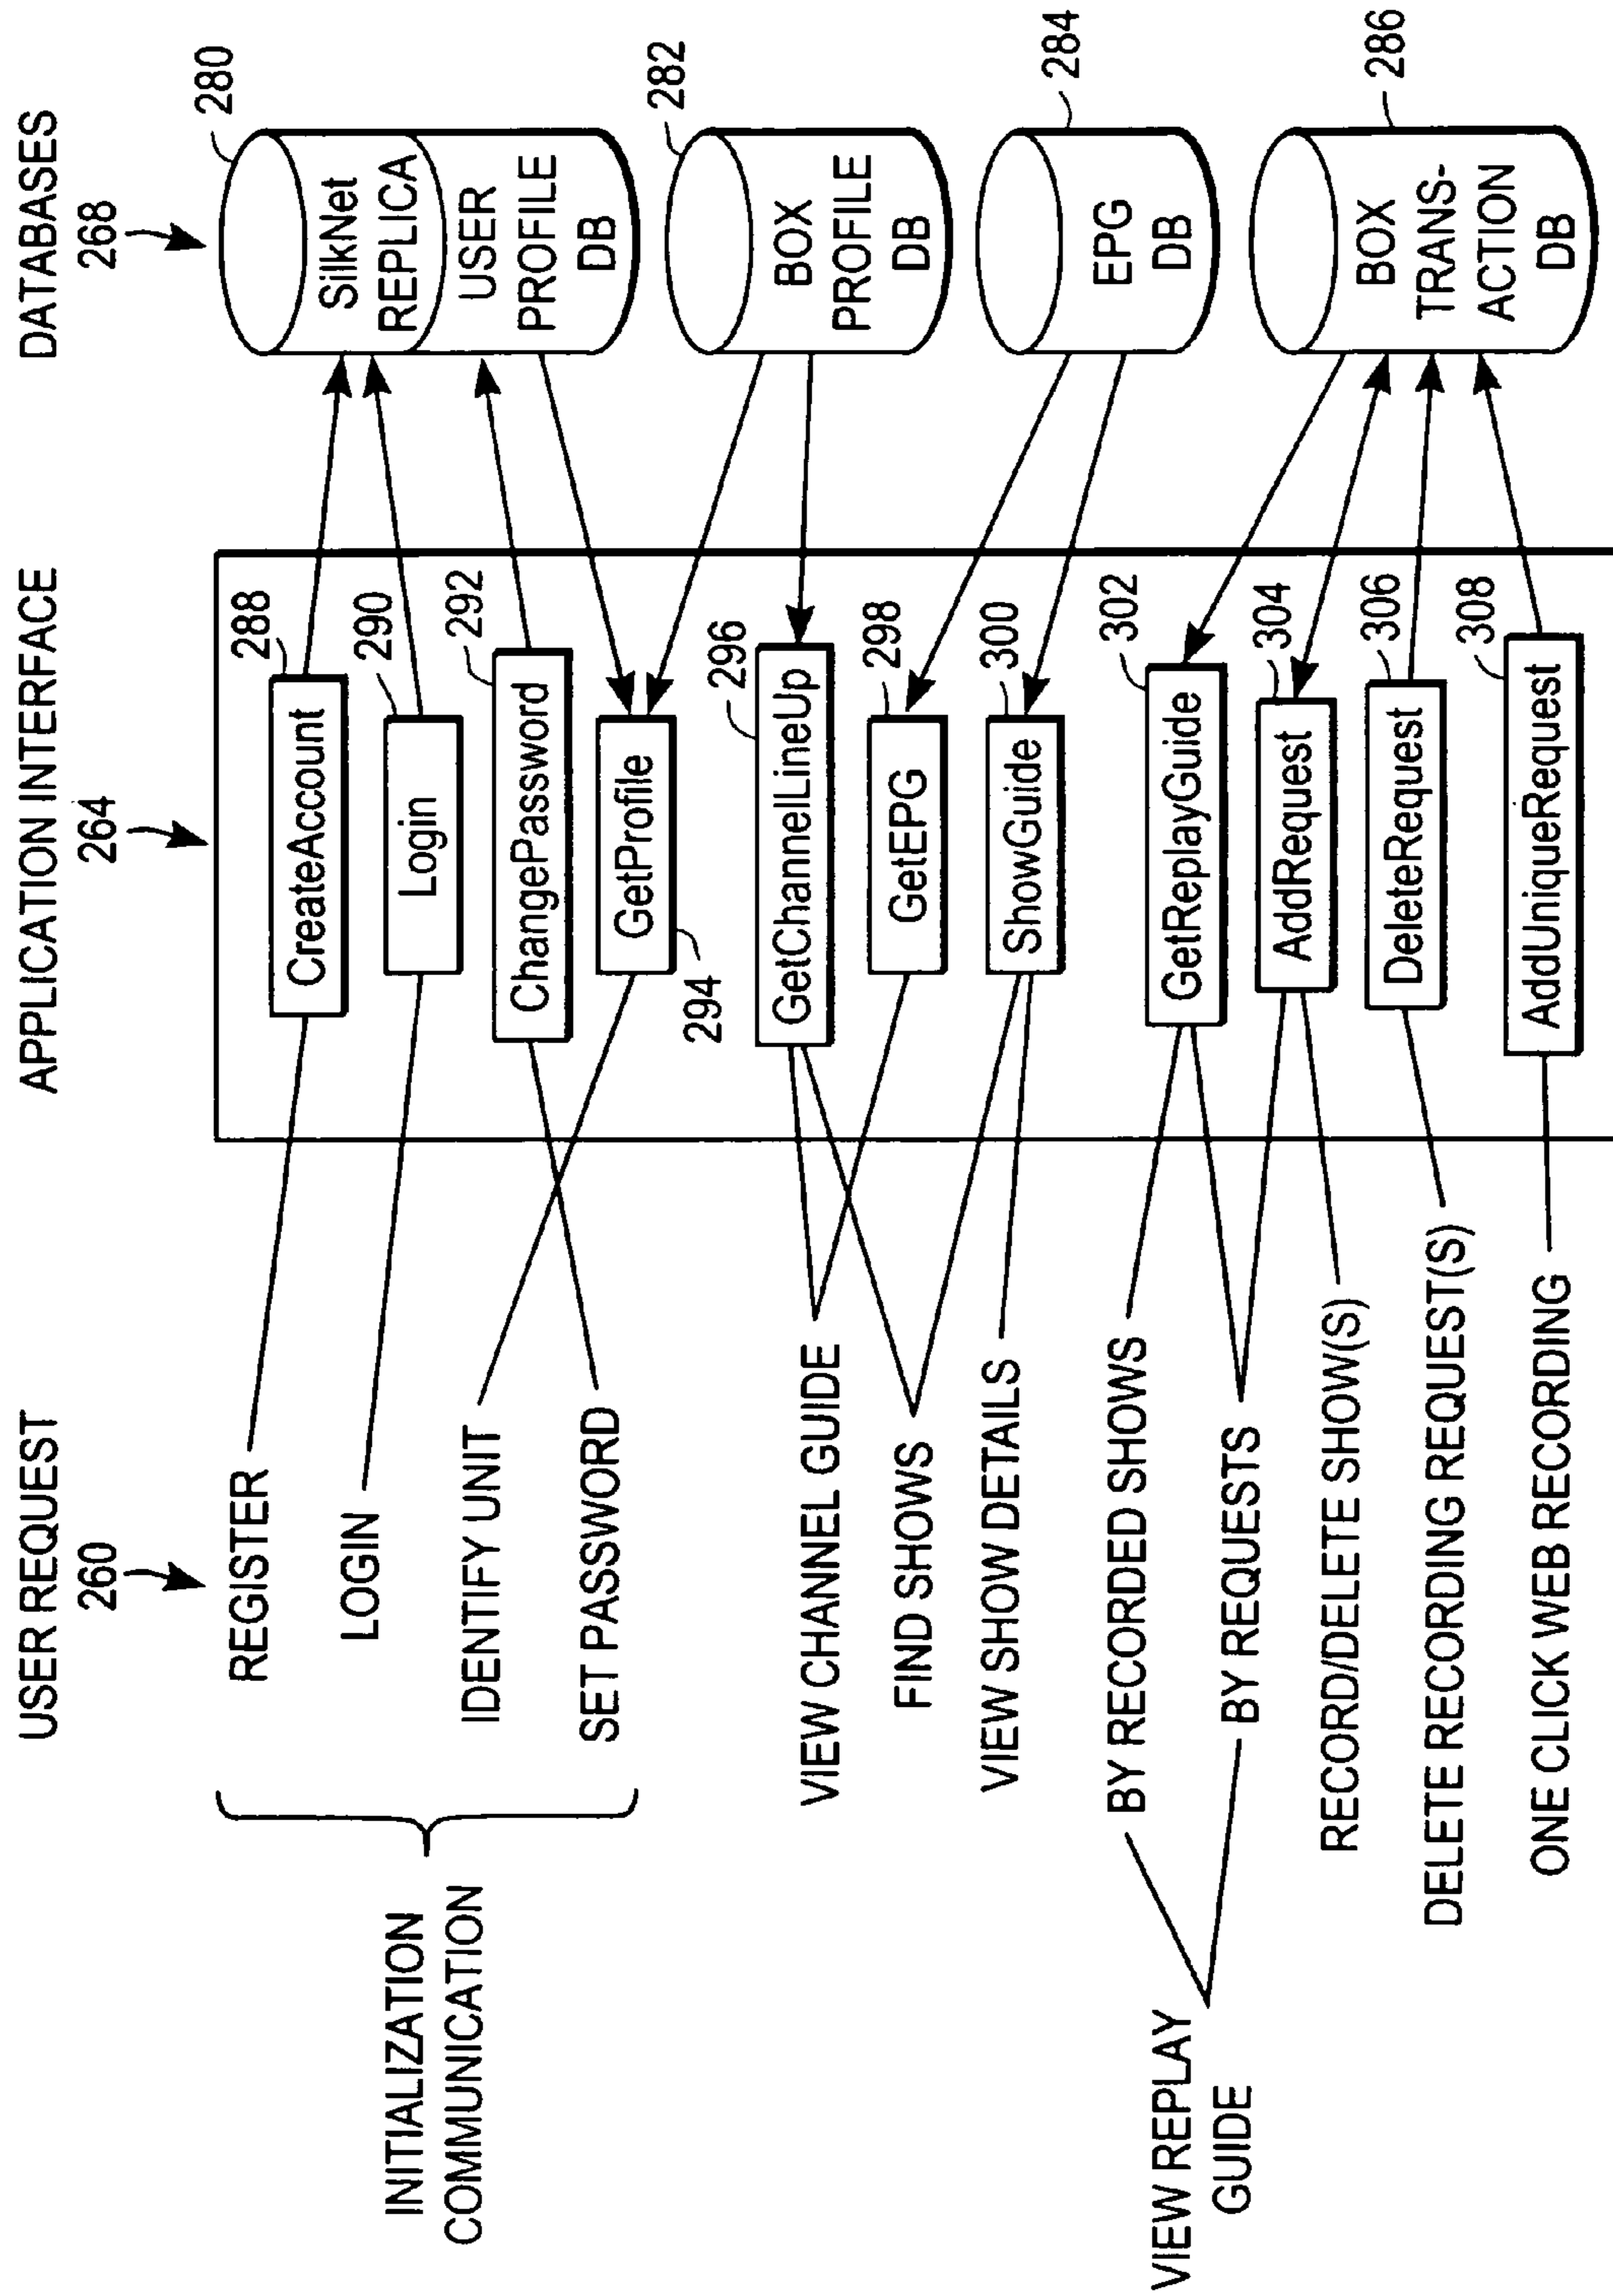 USER REQUEST
260
APPLICATION INTERFACE
264
DATABASES
268
INITIALIZATION
COMMUNICATION
REGISTER
LOGIN
IDENTIFY UNIT
SET PASSWORD
VIEW CHANNEL GUIDE
FIND SHOWS
VIEW SHOW DETAILS
VIEW REPLAY
GUIDE
BY RECORDED SHOWS
BY REQUESTS
RECORD/DELETE SHOW(S)
DELETE RECORDING REQUEST(S)
ONE CLICK WEB RECORDING
CreateAccount
288
Login
290
ChangePassword
292
GetProfile
294
GetChannelLineUp
296
GetEPG
298
ShowGuide
300
GetReplayGuide
302
AddRequest
304
DeleteRequest
306
AddUniqueRequest
308
280
SilkNet
REPLICA
USER
PROFILE
DB
282
BOX
PROFILE
DB
284
EPG
DB
286
BOX
TRANS-
ACTION
DB